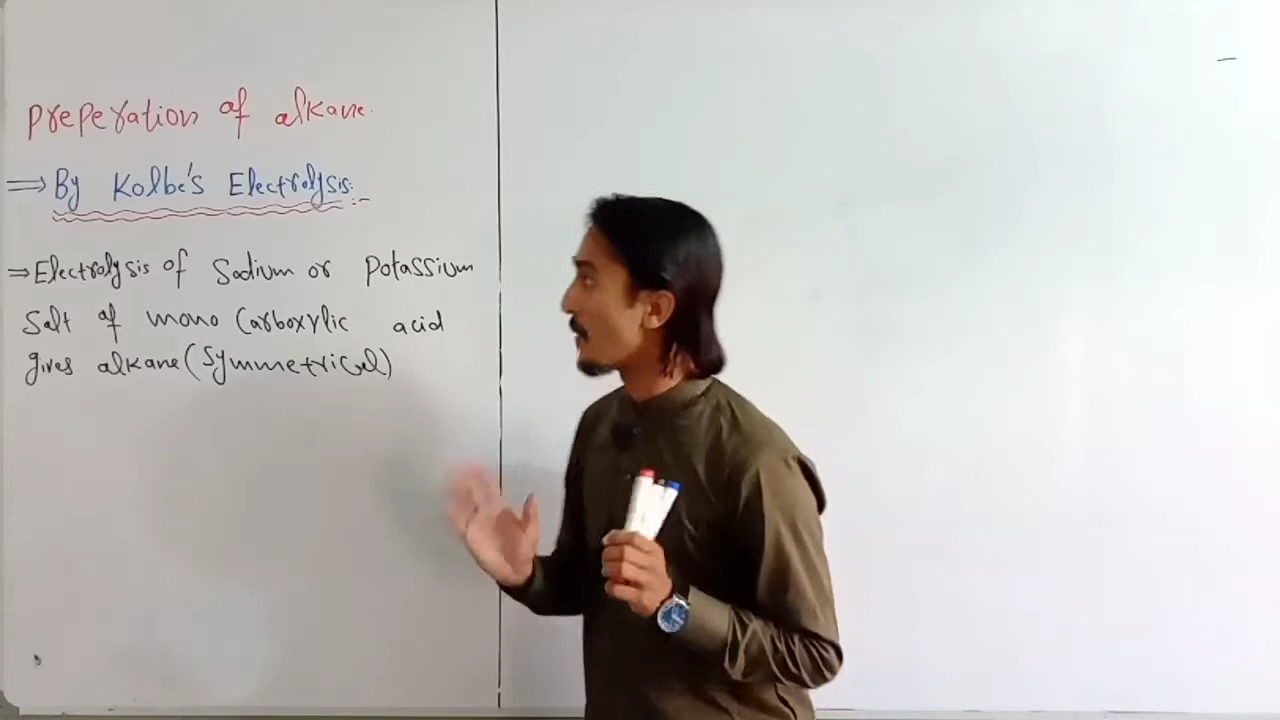 Preperation of alkane.
⇒ By Kolbe's Electrolysis:-
⇒ Electrolysis of Sodium or Potassium
Salt of mono Carboxylic acid
gives alkane (Symmetrical)